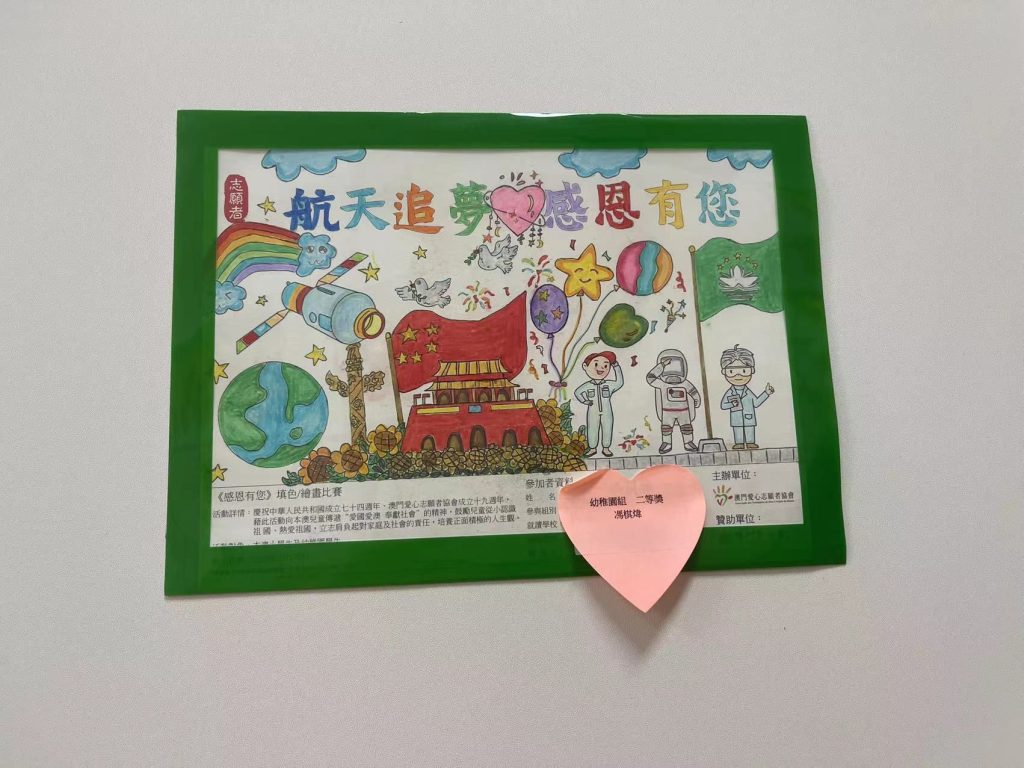 志願者
航天追夢感恩有您
《感恩有您》填色/繪畫比賽
活動詳情：慶祝中華人民共和國成立七十四週年，澳門愛心志願者協會成立十九週年，
藉此活動向本澳兒童傳遞“愛國愛澳 奉獻社會”的精神，鼓勵兒童從小認識
祖國、熱愛祖國，立志肩負起對家庭及社會的責任，培養正面積極的人生觀。
參加者資料
姓 名
參與組別
就讀學校
幼稚園組 二等獎
馮棋煒
主辦單位：
澳門愛心志願者協會
贊助單位：